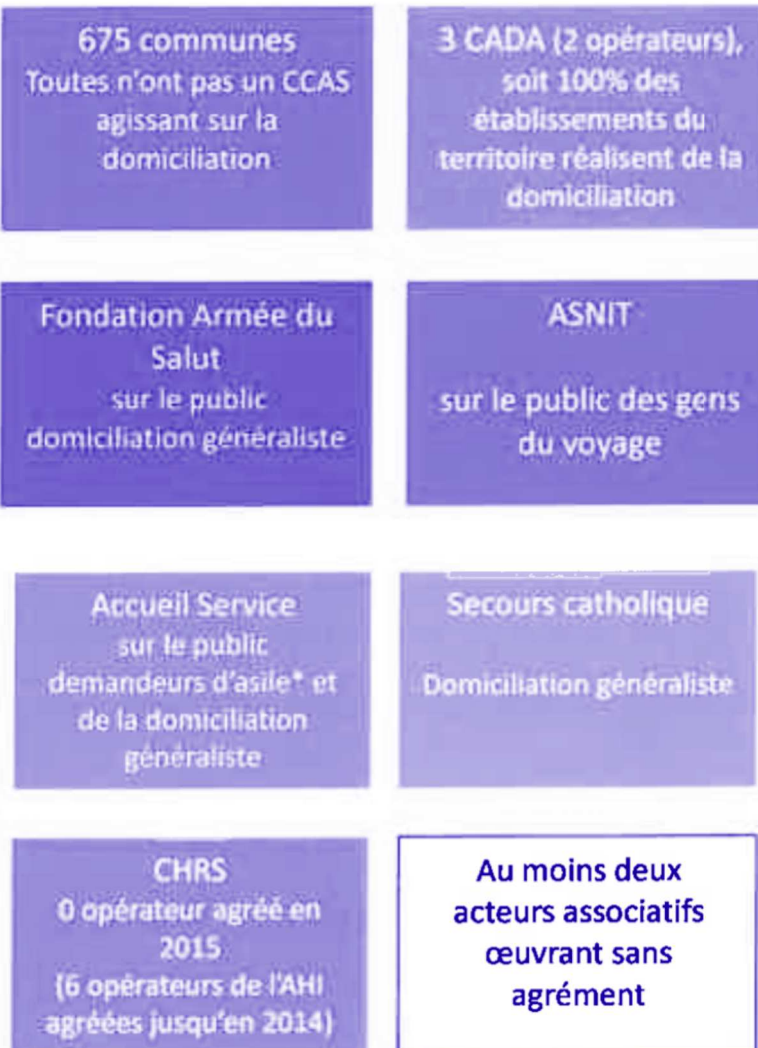 675 communes
Toutes n'ont pas un CCAS
agissant sur la
domiciliation
3 CADA (2 opérateurs),
soit 100% des
établissements du
territoire réalisent de la
domiciliation
Fondation Armée du
Salut
sur le public
domiciliation généraliste
ASNIT
sur le public des gens
du voyage
Accueil Service
sur le public
demandeurs d'asile* et
de la domiciliation
généraliste
Secours catholique
Domiciliation généraliste
CHRS
0 opérateur agréé en
2015
(6 opérateurs de l'AHI
agréées jusqu'en 2014)
Au moins deux
acteurs associatifs
œuvrant sans
agrément